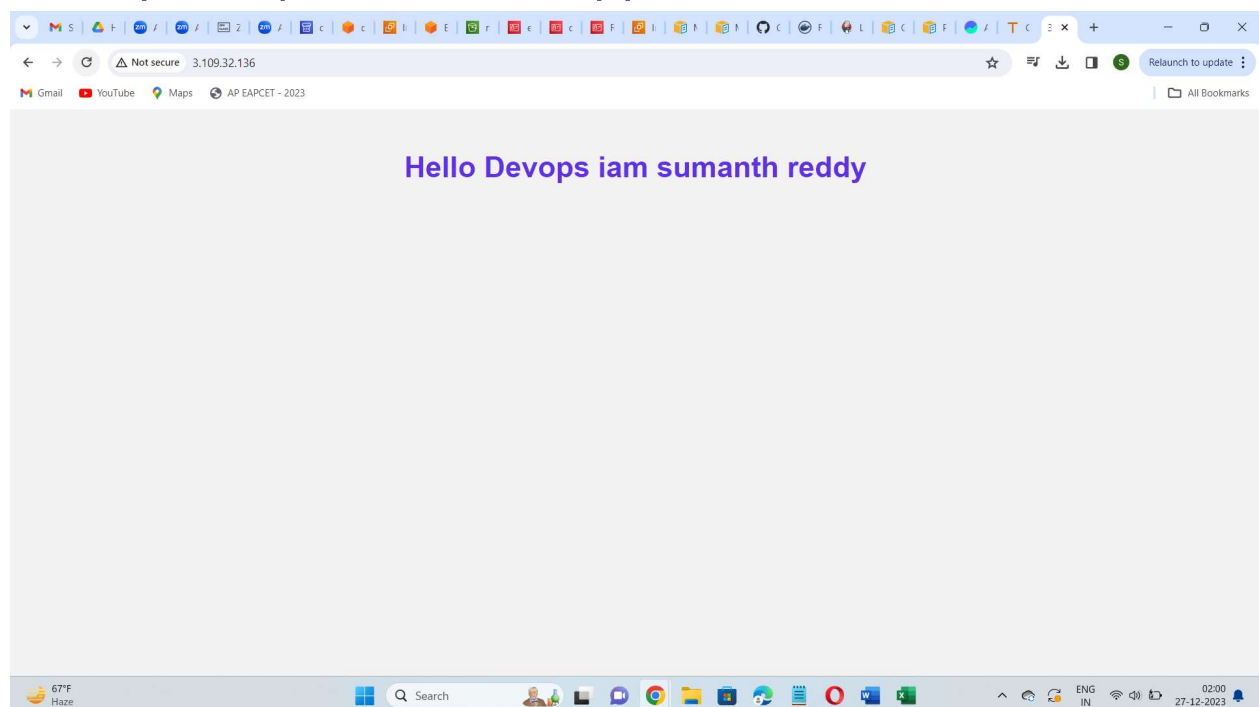 Not secure 3.109.32.136
Relaunch to update
Gmail YouTube Maps AP EAPCET - 2023 All Bookmarks
Hello Devops iam sumanth reddy
67°F
Haze
Search
ENG
IN
02:00
27-12-2023